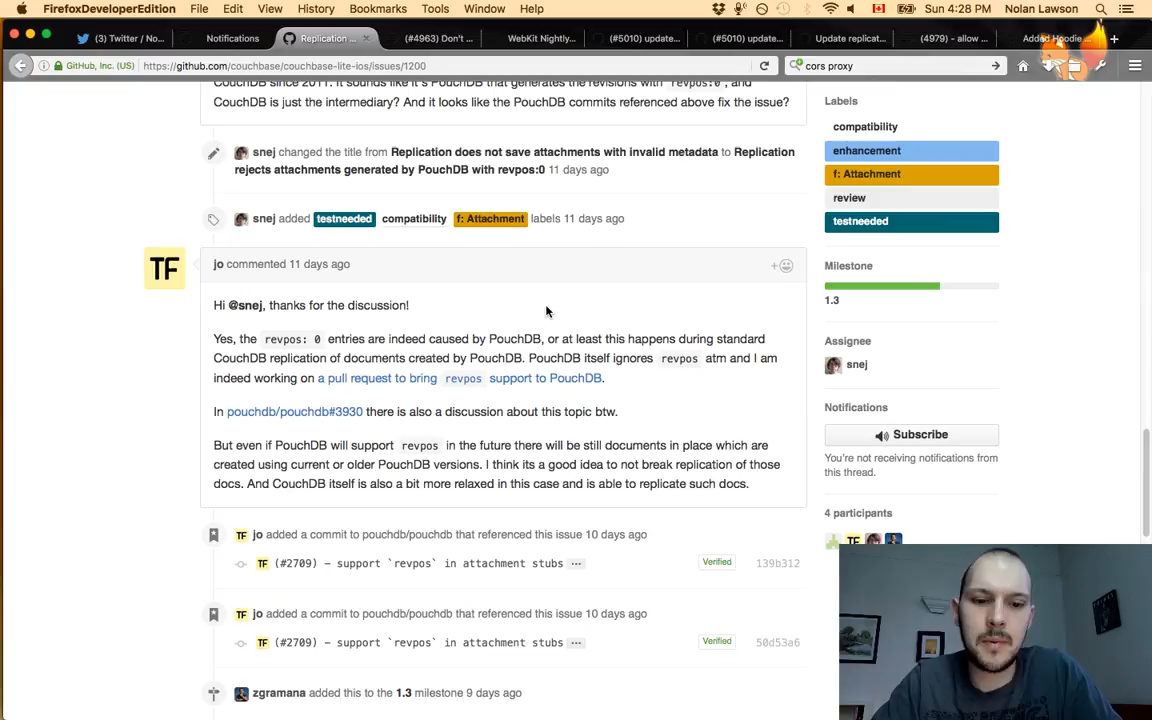 FirefoxDeveloperEdition File Edit View History Bookmarks Tools Window Help Sun 4:28 PM Nolan Lawson
(3) Twitter / No... Notifications Replication ... (#4963) Don't ... WebKit Nightly... (#5010) update... (#5010) update... Update replicat... (4979) - allow ... Added Hoodie ...
GitHub, Inc. (US) https://github.com/couchbase/couchbase-lite-ios/issues/1200 cors proxy
CouchDB since 2011. It sounds like it's PouchDB that generates the revisions with revpos:0, and
CouchDB is just the intermediary? And it looks like the PouchDB commits referenced above fix the issue?
snej changed the title from Replication does not save attachments with invalid metadata to Replication
rejects attachments generated by PouchDB with revpos:0 11 days ago
snej added testneeded compatibility f: Attachment labels 11 days ago
TF
jo commented 11 days ago
Hi @snej, thanks for the discussion!
Yes, the revpos: 0 entries are indeed caused by PouchDB, or at least this happens during standard
CouchDB replication of documents created by PouchDB. PouchDB itself ignores revpos atm and I am
indeed working on a pull request to bring revpos support to PouchDB.
In pouchdb/pouchdb#3930 there is also a discussion about this topic btw.
But even if PouchDB will support revpos in the future there will be still documents in place which are
created using current or older PouchDB versions. I think its a good idea to not break replication of those
docs. And CouchDB itself is also a bit more relaxed in this case and is able to replicate such docs.
TF jo added a commit to pouchdb/pouchdb that referenced this issue 10 days ago
TF (#2709) – support `revpos` in attachment stubs ... Verified 139b312
TF jo added a commit to pouchdb/pouchdb that referenced this issue 10 days ago
TF (#2709) – support `revpos` in attachment stubs ... Verified 50d53a6
zgramana added this to the 1.3 milestone 9 days ago
Labels
compatibility
enhancement
f: Attachment
review
testneeded
Milestone
1.3
Assignee
snej
Notifications
Subscribe
You're not receiving notifications from
this thread.
4 participants
TF